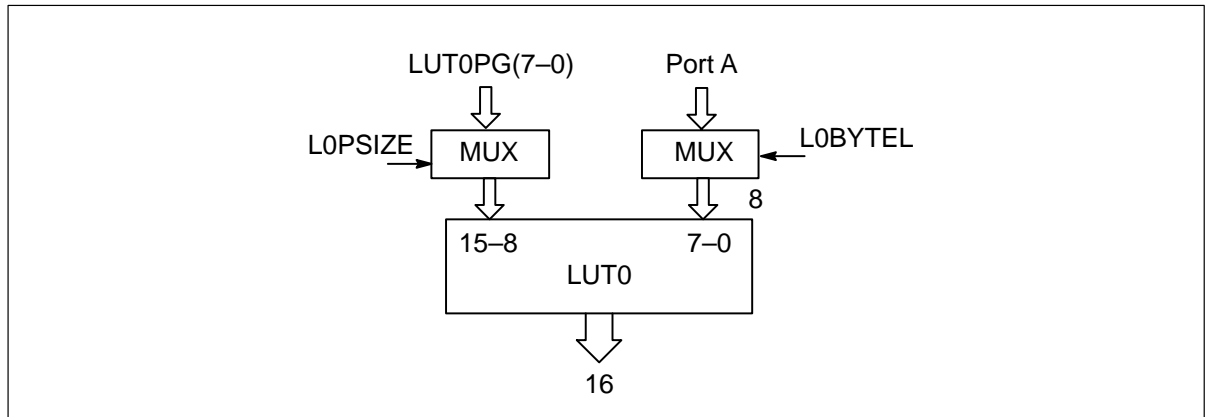 LUT0PG(7–0) Port A
L0PSIZE MUX MUX L0BYTEL
8
15–8 7–0
LUT0
16